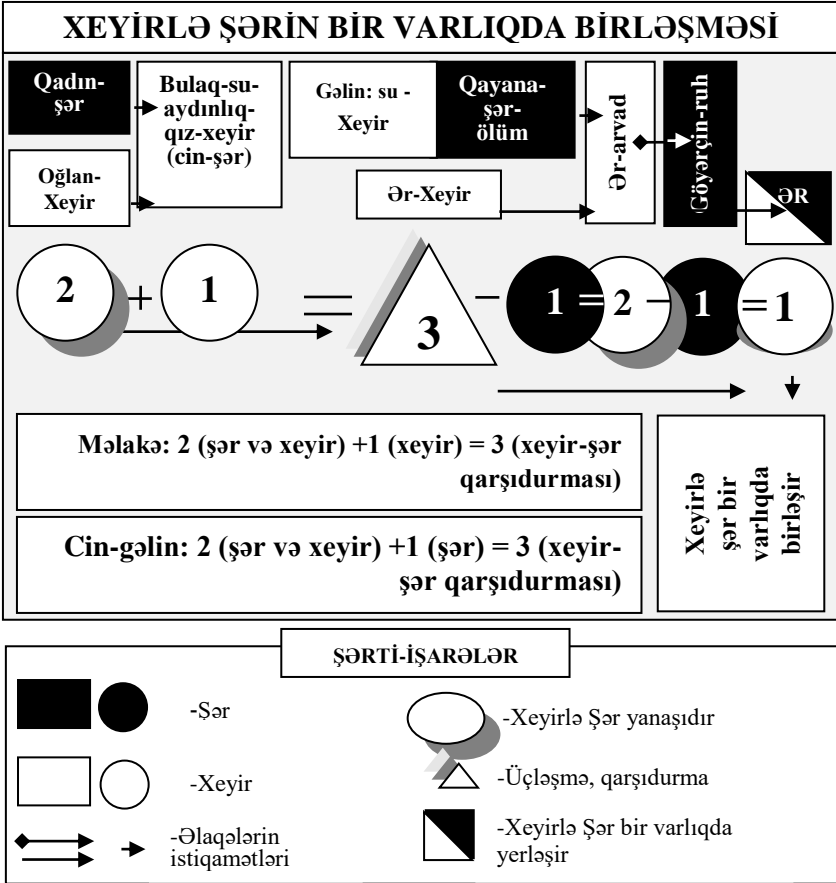 XEYİRLƏ ŞƏRİN BİR VARLIQDA BİRLƏŞMƏSİ
Qadın-
şər
Bulaq-su-
aydınlıq-
qız-xeyir
(cin-şər)
Oğlan-
Xeyir
Gəlin: su -
Xeyir
Qayana-
şər-
ölüm
Ər-Xeyir
Ər-arvad
Göyərçin-ruh
ƏR
2 + 1 = 3 - 1 = 2 - 1 = 1
Məlakə: 2 (şər və xeyir) +1 (xeyir) = 3 (xeyir-şər
qarşıdurması)
Cin-gəlin: 2 (şər və xeyir) +1 (şər) = 3 (xeyir-
şər qarşıdurması)
Xeyirlə
şər bir
varlıqda
birləşir
ŞƏRTİ-İŞARƏLƏR
-Şər
-Xeyir
-Əlaqələrin
istiqamətləri
-Xeyirlə Şər yanaşıdır
-Üçləşmə, qarşıdurma
-Xeyirlə Şər bir varlıqda
yerləşir